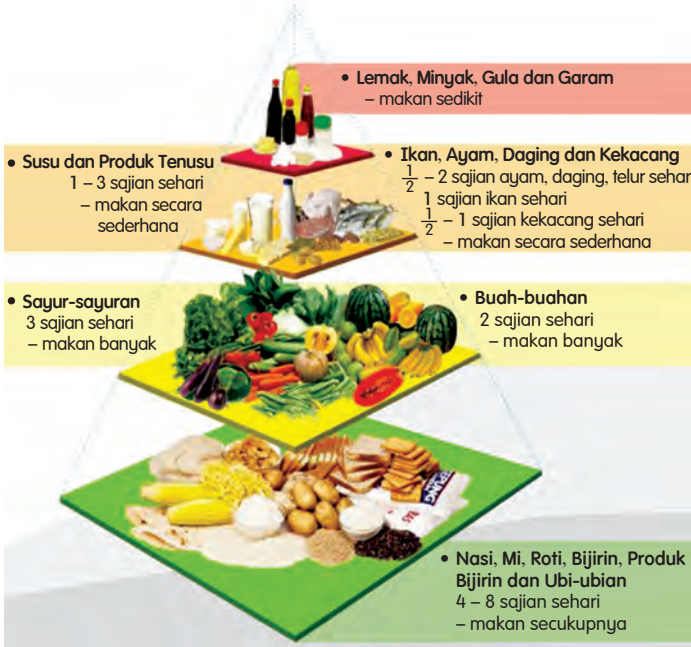 • Lemak, Minyak, Gula dan Garam
– makan sedikit
• Susu dan Produk Tenusu
1 – 3 sajian sehari
– makan secara
sederhana
• Ikan, Ayam, Daging dan Kekacang
1/2 – 2 sajian ayam, daging, telur sehar
1 sajian ikan sehari
1/2 – 1 sajian kekacang sehari
– makan secara sederhana
• Sayur-sayuran
3 sajian sehari
– makan banyak
• Buah-buahan
2 sajian sehari
– makan banyak
TEPUNG
• Nasi, Mi, Roti, Bijirin, Produk
Bijirin dan Ubi-ubian
4 – 8 sajian sehari
– makan secukupnya